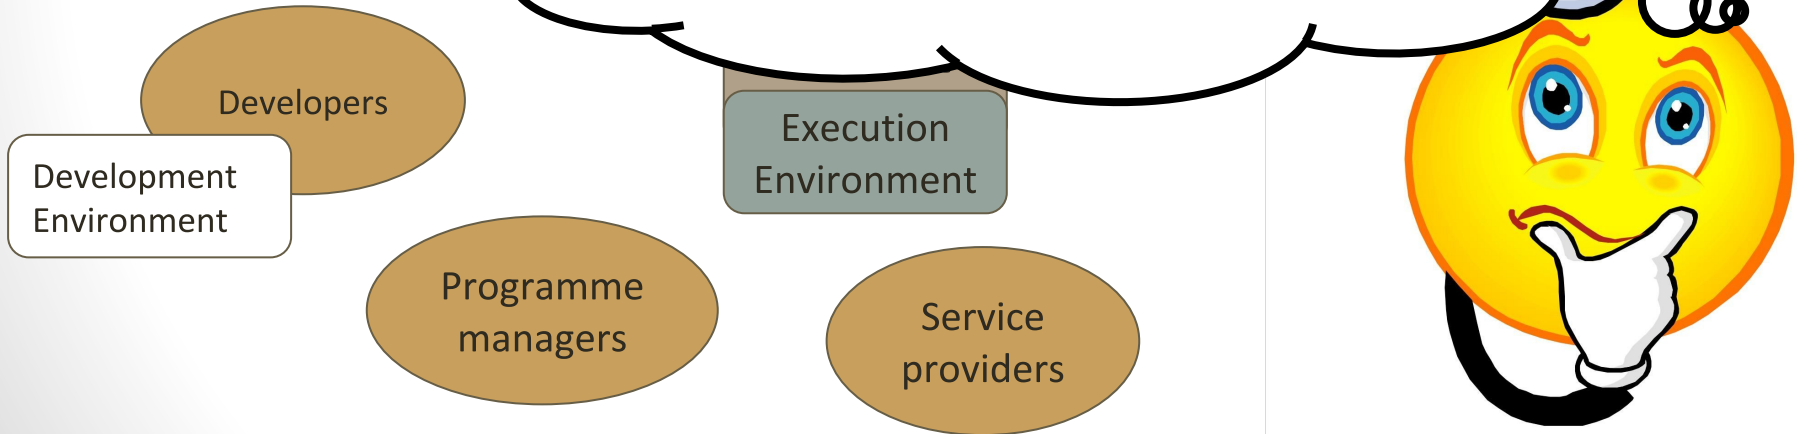 Developers
Development
Environment
Execution
Environment
Programme
managers
Service
providers